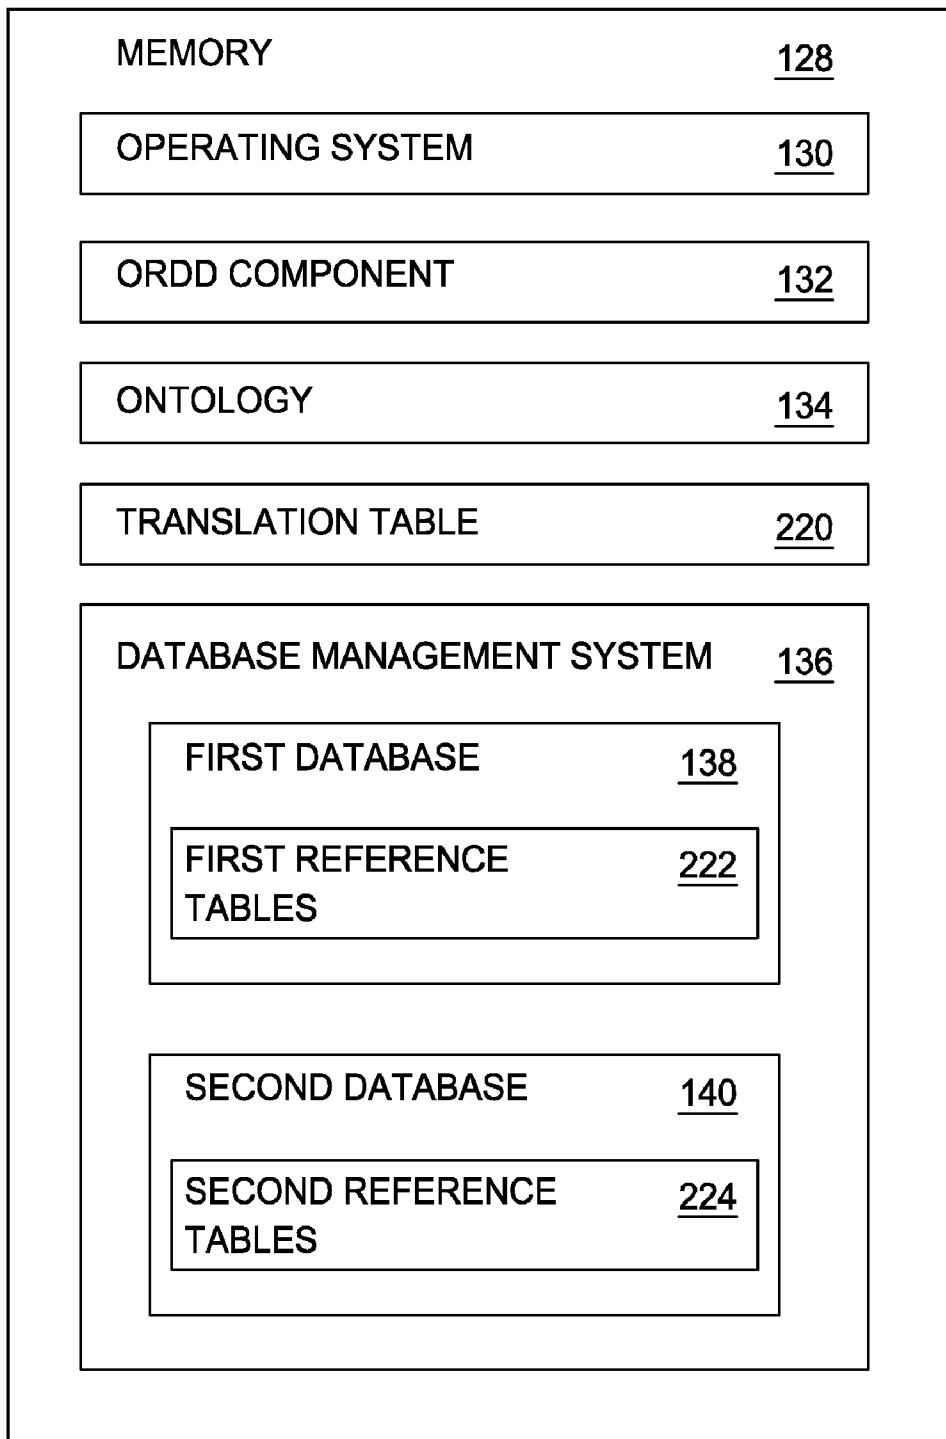 MEMORY 128
OPERATING SYSTEM 130
ORDD COMPONENT 132
ONTOLOGY 134
TRANSLATION TABLE 220
DATABASE MANAGEMENT SYSTEM 136
FIRST DATABASE 138
FIRST REFERENCE 222
TABLES
SECOND DATABASE 140
SECOND REFERENCE 224
TABLES